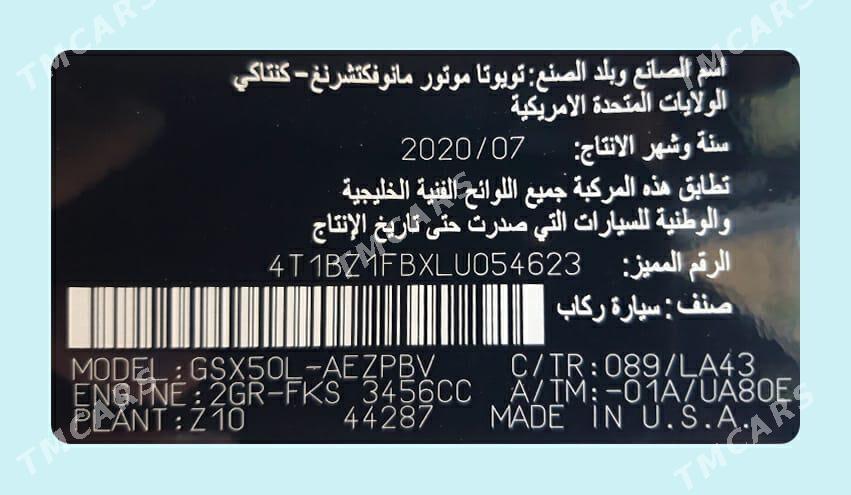 اسم الصانع وبلد الصنع: تويوتا موتور مانوفكتشرنغ - كنتاكي
الولايات المتحدة الامريكية
سنة وشهر الانتاج: 2020/07
تطابق هذه المركبة جميع اللوائح الفنية الخليجية
والوطنية للسيارات التي صدرت حتى تاريخ الإنتاج
الرقم المميز: 4T1BZ1FBXLU054623
صنف: سيارة ركاب
MODEL:GSX50L-AEZPBV C/TR:089/LA43
ENGINE:2GR-FKS 3456CC A/TM:-01A/UA80E
PLANT:Z10 44287 MADE IN U.S.A.
TMCARS
TMCARS
TMCARS
TMCARS
TMCARS